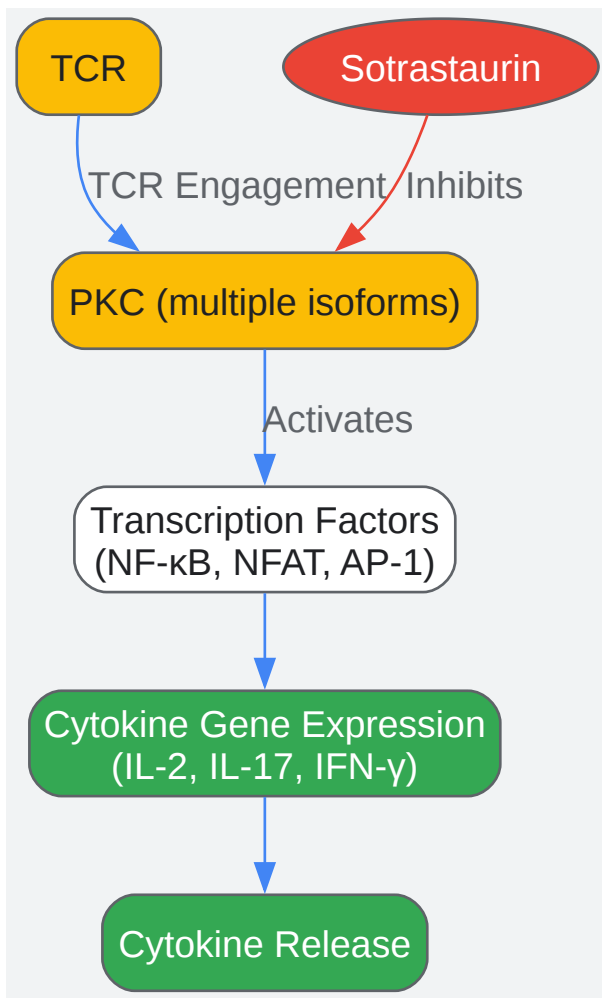 TCR
Sotrastaurin
TCR Engagement
Inhibits
PKC (multiple isoforms)
Activates
Transcription Factors
(NF-κB, NFAT, AP-1)
Cytokine Gene Expression
(IL-2, IL-17, IFN-γ)
Cytokine Release